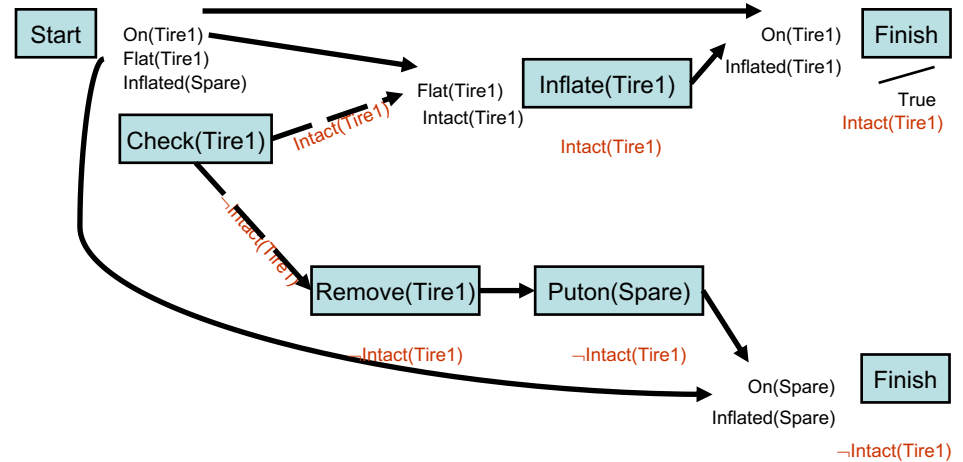 Start
On(Tire1)
Flat(Tire1)
Inflated(Spare)
On(Tire1)
Inflated(Tire1)
Finish
True
Intact(Tire1)
Flat(Tire1)
Intact(Tire1)
Inflate(Tire1)
Intact(Tire1)
Check(Tire1)
Intact(Tire1)
¬Intact(Tire1)
Remove(Tire1)
Puton(Spare)
¬Intact(Tire1)
¬Intact(Tire1)
On(Spare)
Inflated(Spare)
Finish
¬Intact(Tire1)